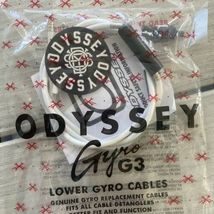 ODYSSEY
ODYSSEY
ODYSSEY
Gyro
G3
LOWER GYRO CABLES
GENUINE GYRO REPLACEMENT CABLES
FITS ALL CABLE DETANGLERS
BETTER FIT AND FUNCTION